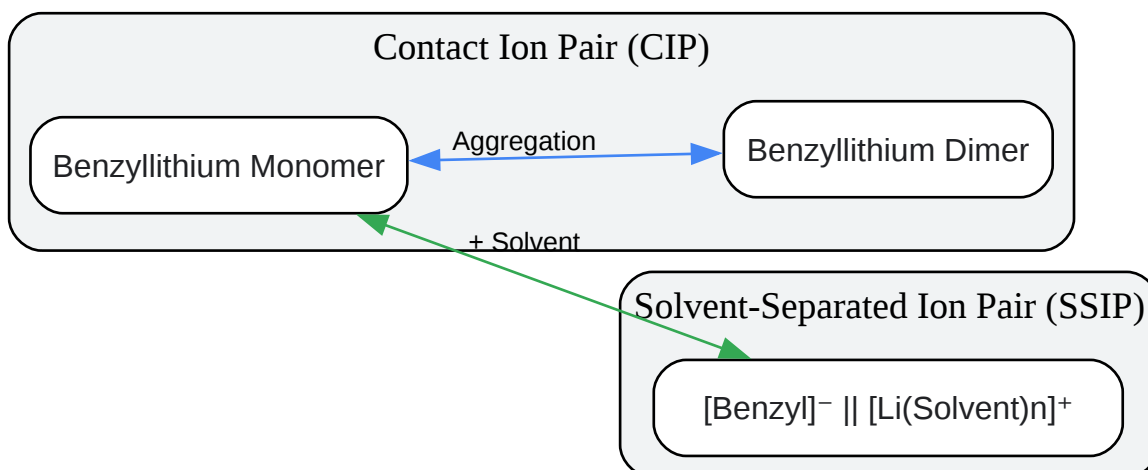 Contact Ion Pair (CIP)
Benzyllithium Monomer
Aggregation
Benzyllithium Dimer
+ Solvent
Solvent-Separated Ion Pair (SSIP)
[Benzyl]⁻ || [Li(Solvent)n]⁺